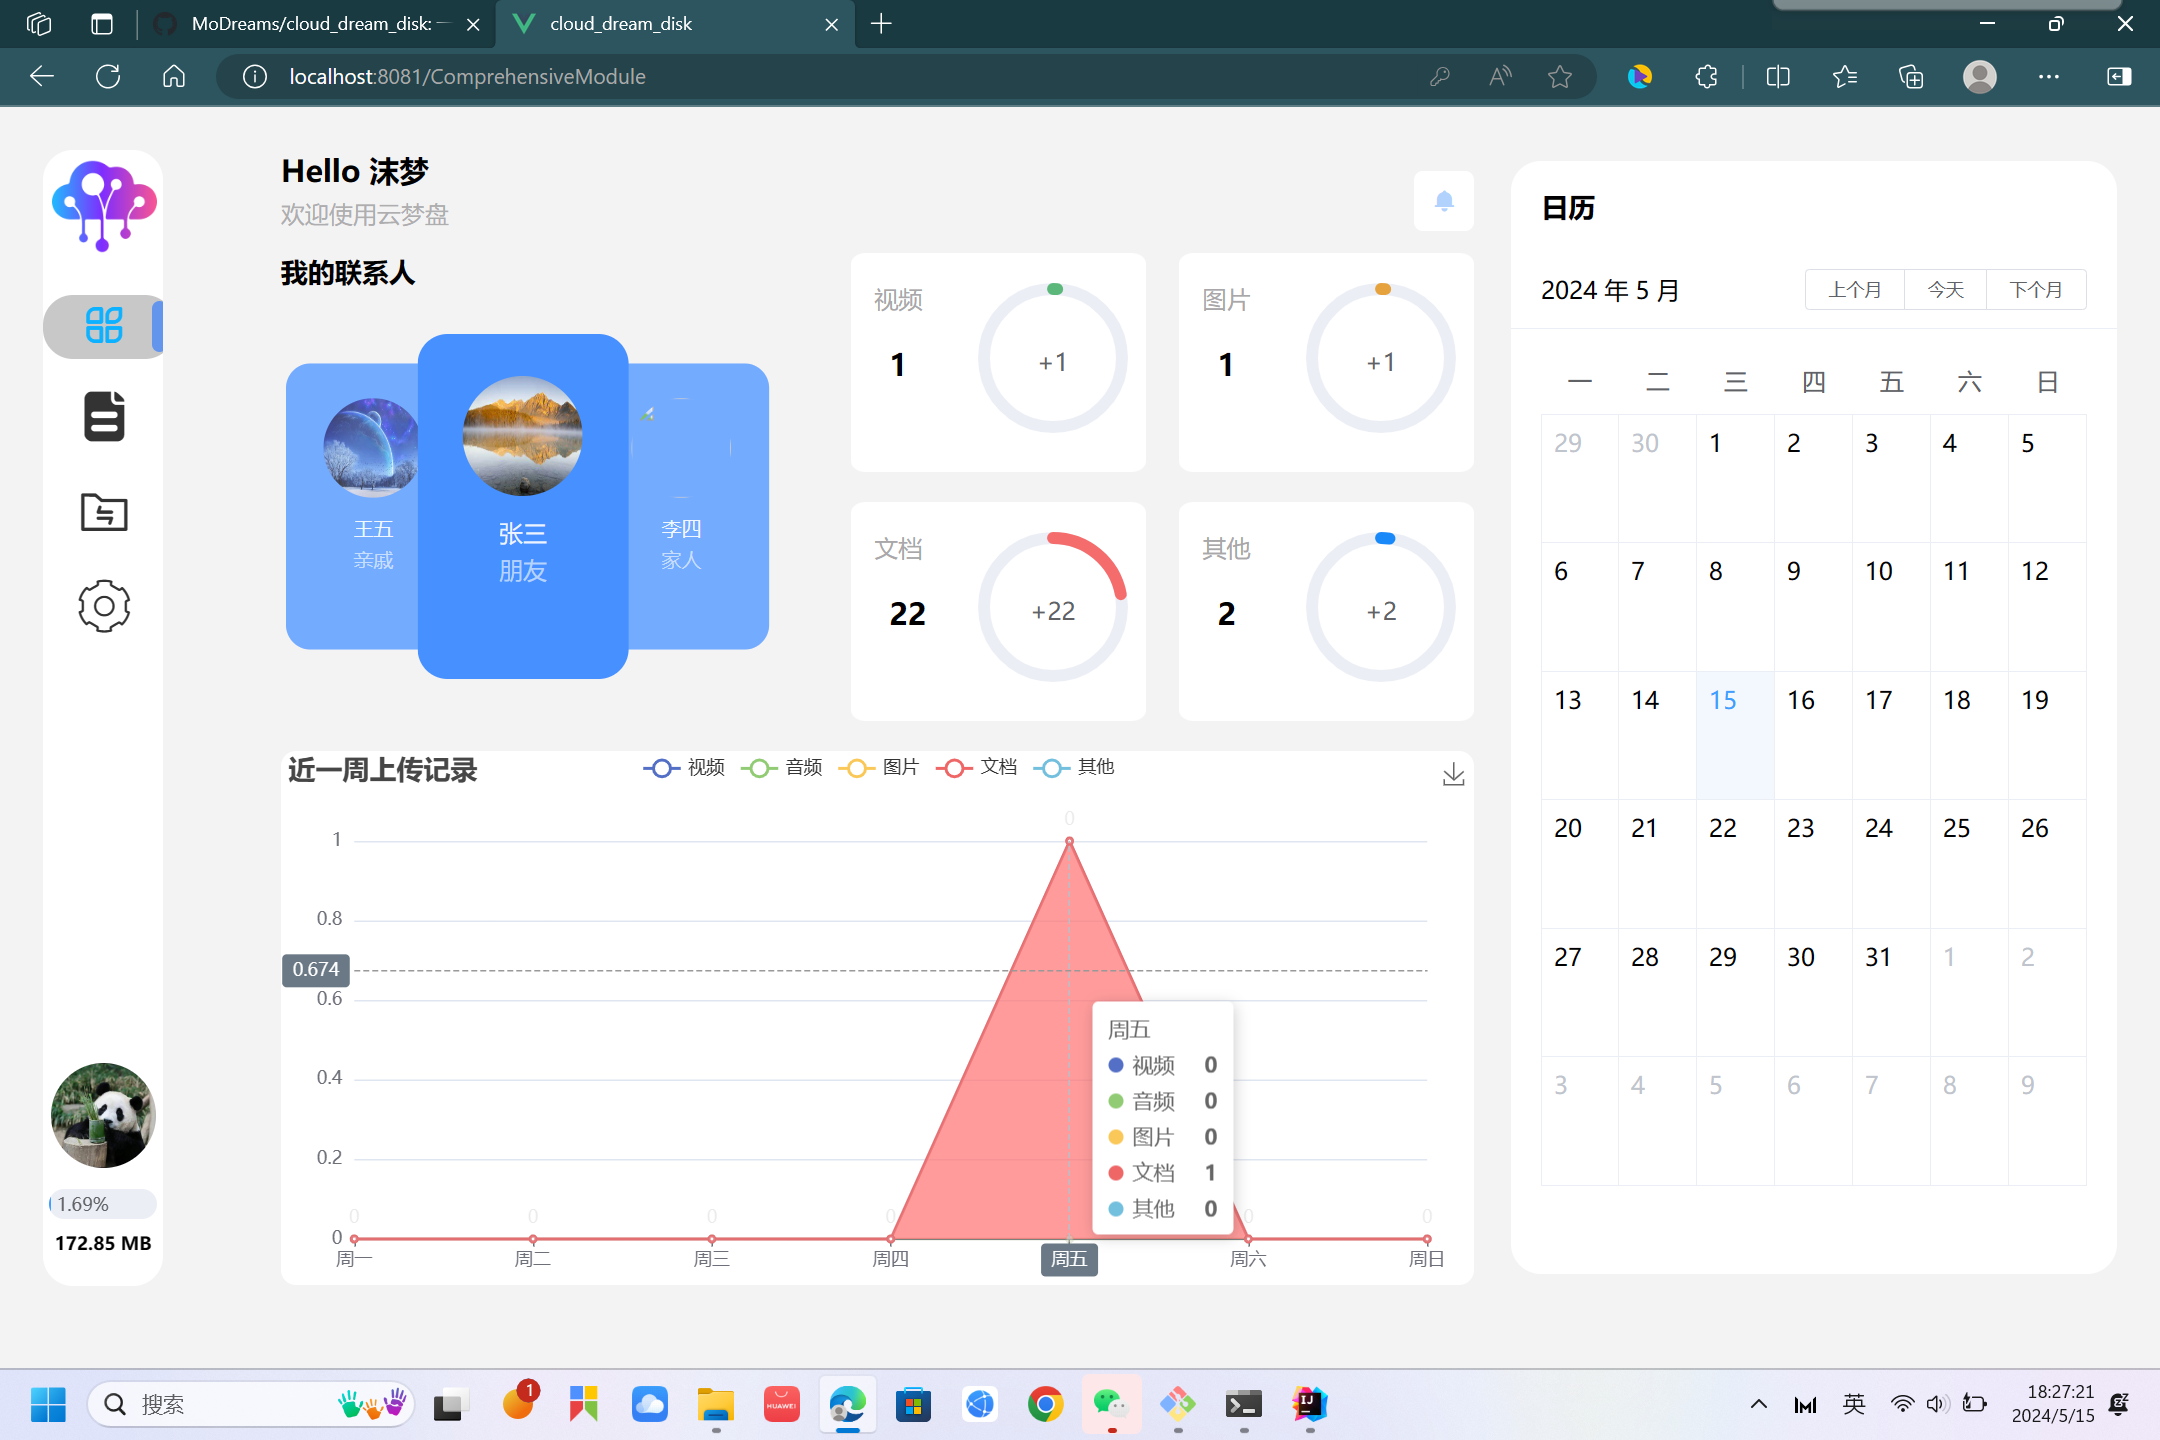 MoDreams/cloud_dream_disk: 一
cloud_dream_disk
localhost:8081/ComprehensiveModule
Hello 沫梦
欢迎使用云梦盘
我的联系人
王五
亲戚
张三
朋友
李四
家人
视频
1
+1
图片
1
+1
文档
22
+22
其他
2
+2
近一周上传记录
视频 音频 图片 文档 其他
0
1
0.8
0.674
0.6
0.4
0.2
0
0 0 0 0 0 0
周一 周二 周三 周四 周五 周六 周日
周五
视频 0
音频 0
图片 0
文档 1
其他 0
日历
2024 年 5 月
上个月 今天 下个月
一 二 三 四 五 六 日
29 30 1 2 3 4 5
6 7 8 9 10 11 12
13 14 15 16 17 18 19
20 21 22 23 24 25 26
27 28 29 30 31 1 2
3 4 5 6 7 8 9
1.69%
172.85 MB
搜索
1
HUAWEI
IJ
英
18:27:21
2024/5/15